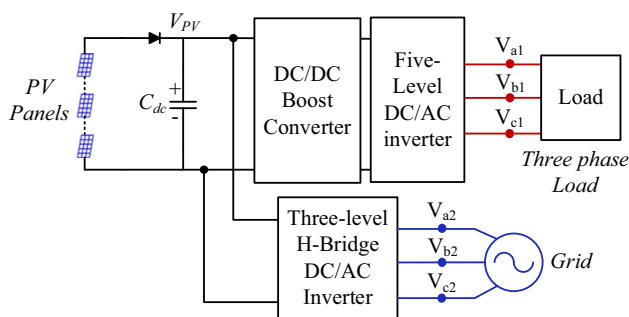 V_PV
PV
Panels
C_dc
+
-
DC/DC
Boost
Converter
Five-
Level
DC/AC
inverter
V_a1
V_b1
V_c1
Load
Three phase
Load
Three-level
H-Bridge
DC/AC
Inverter
V_a2
V_b2
V_c2
Grid